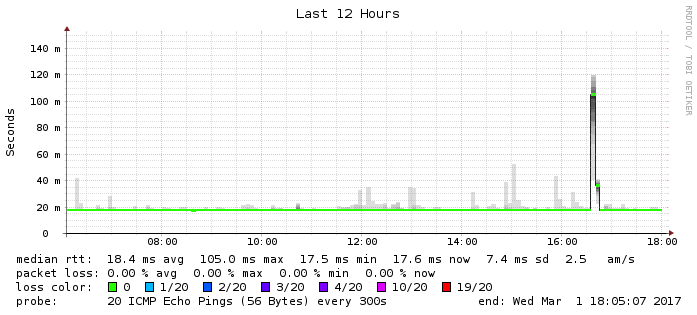 Last 12 Hours
RRDTOOL / TOBI OETIKER
Seconds
140 m
120 m
100 m
80 m
60 m
40 m
20 m
0
08:00 10:00 12:00 14:00 16:00 18:00
median rtt: 18.4 ms avg 105.0 ms max 17.5 ms min 17.6 ms now 7.4 ms sd 2.5 am/s
packet loss: 0.00 % avg 0.00 % max 0.00 % min 0.00 % now
loss color: 0 1/20 2/20 3/20 4/20 10/20 19/20
probe: 20 ICMP Echo Pings (56 Bytes) every 300s end: Wed Mar 1 18:05:07 2017